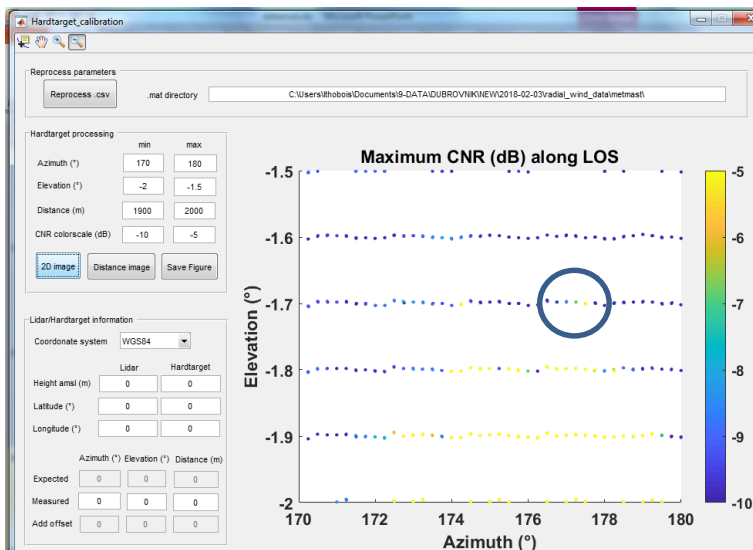 Hardtarget_calibration
Reprocess parameters
Reprocess .csv
.mat directory
C:\Users\lthobois\Documents\9-DATA\DUBROVNIK\NEW\2018-02-03\radial_wind_data\metmast\
Hardtarget processing
min max
Azimuth (°) 170 180
Elevation (°) -2 -1.5
Distance (m) 1900 2000
CNR colorscale (dB) -10 -5
2D image Distance image Save Figure
Lidar/Hardtarget information
Coordonate system WGS84
Lidar Hardtarget
Height amsl (m) 0 0
Latitude (°) 0 0
Longitude (°) 0 0
Azimuth (°) Elevation (°) Distance (m)
Expected 0 0 0
Measured 0 0 0
Add offset 0 0 0
Maximum CNR (dB) along LOS
-1.5
-1.6
-1.7
-1.8
-1.9
-2
Elevation (°)
170 172 174 176 178 180
Azimuth (°)
-5
-6
-7
-8
-9
-10